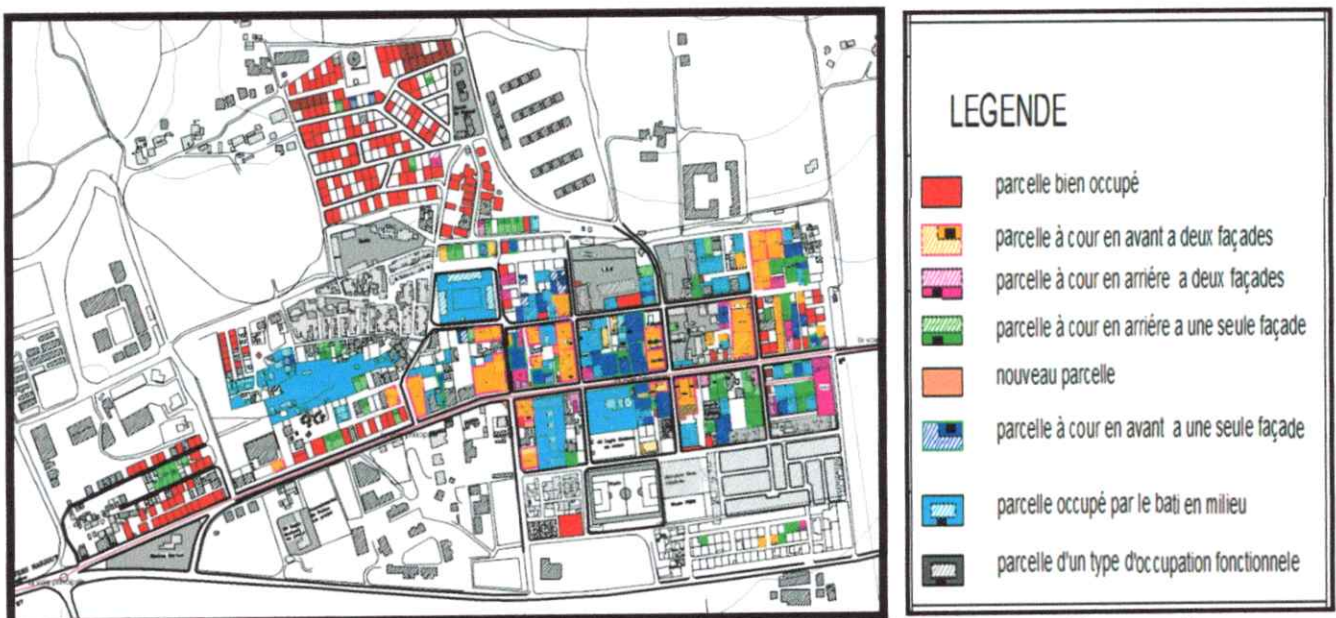 LEGENDE
parcelle bien occupé
parcelle à cour en avant a deux façades
parcelle à cour en arriére a deux façades
parcelle à cour en arriére a une seule façade
nouveau parcelle
parcelle à cour en avant a une seule façade
parcelle occupé par le bati en milieu
parcelle d'un type d'occupation fonctionnele